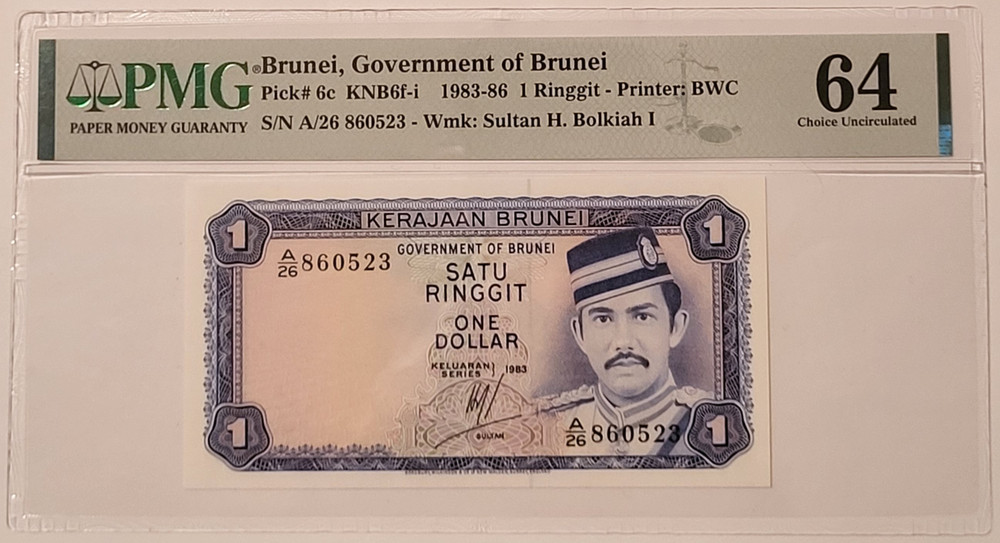 PMG®
PAPER MONEY GUARANTY
Brunei, Government of Brunei
Pick# 6c KNB6f-i 1983-86 1 Ringgit - Printer: BWC
S/N A/26 860523 - Wmk: Sultan H. Bolkiah I
64
Choice Uncirculated
1
KERAJAAN BRUNEI
1
GOVERNMENT OF BRUNEI
A/26 860523
SATU
RINGGIT
ONE
DOLLAR
KELUARAN
SERIES } 1983
SULTAN
1
A/26 860523
1